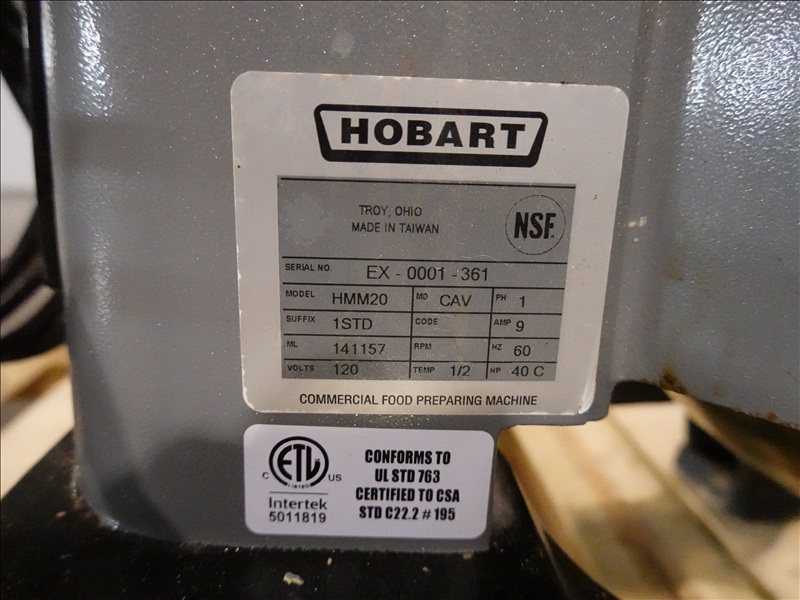 HOBART
TROY, OHIO
MADE IN TAIWAN
NSF.
SERIAL NO. EX - 0001 - 361
MODEL HMM20 MD CAV PH 1
SUFFIX 1STD CODE AMP 9
ML 141157 RPM HZ 60
VOLTS 120 TEMP 1/2 HP 40 C
COMMERCIAL FOOD PREPARING MACHINE
C ETL US
LISTED
Intertek
5011819
CONFORMS TO
UL STD 763
CERTIFIED TO CSA
STD C22.2 # 195